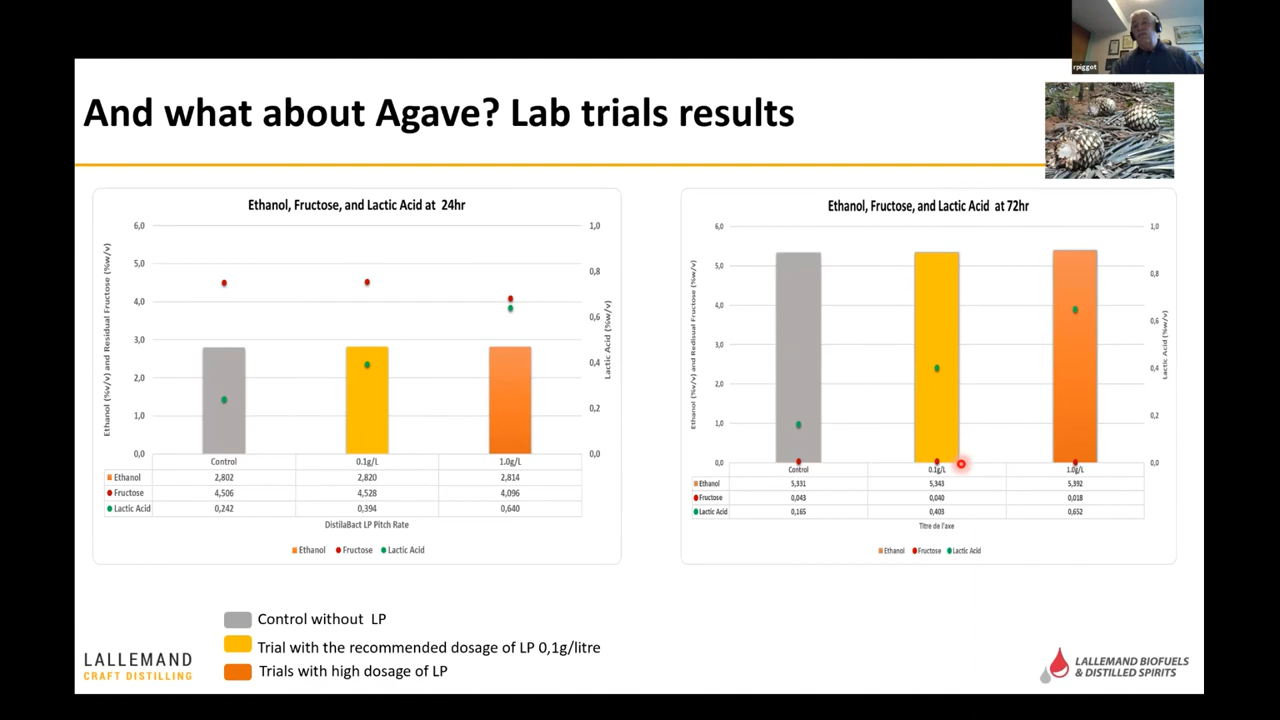 rpiggot
And what about Agave? Lab trials results
Ethanol, Fructose, and Lactic Acid at 24hr
Ethanol (%v/v) and Residual Fructose (%w/v)
6,0
5,0
4,0
3,0
2,0
1,0
0,0
1,0
0,8
0,6
0,4
0,2
0,0
Lactic Acid (%w/v)
Control 0.1g/L 1.0g/L
Ethanol 2,802 2,820 2,814
Fructose 4,506 4,528 4,096
Lactic Acid 0,242 0,394 0,640
DistilaBact LP Pitch Rate
Ethanol Fructose Lactic Acid
Ethanol, Fructose, and Lactic Acid at 72hr
Ethanol (%v/v) and Redisual Fructose (%w/v)
6,0
5,0
4,0
3,0
2,0
1,0
0,0
1,0
0,8
0,6
0,4
0,2
0,0
Lactic Acid (%w/v)
Control 0.1g/L 1.0g/L
Ethanol 5,331 5,343 5,392
Fructose 0,043 0,040 0,018
Lactic Acid 0,165 0,403 0,652
Titre de l'axe
Ethanol Fructose Lactic Acid
Control without LP
Trial with the recommended dosage of LP 0,1g/litre
Trials with high dosage of LP
LALLEMAND
CRAFT DISTILLING
LALLEMAND BIOFUELS
& DISTILLED SPIRITS